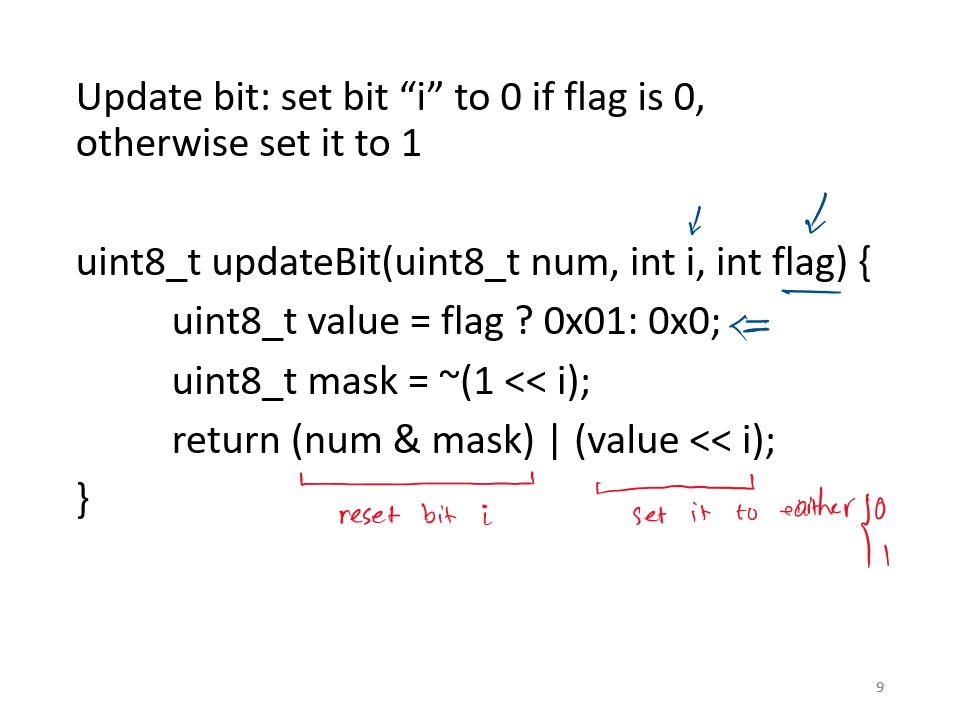 Update bit: set bit “i” to 0 if flag is 0,
otherwise set it to 1
uint8_t updateBit(uint8_t num, int i, int flag) {
uint8_t value = flag ? 0x01: 0x0;
uint8_t mask = ~(1 << i);
return (num & mask) | (value << i);
}
reset bit i
set it to either 0
1
9